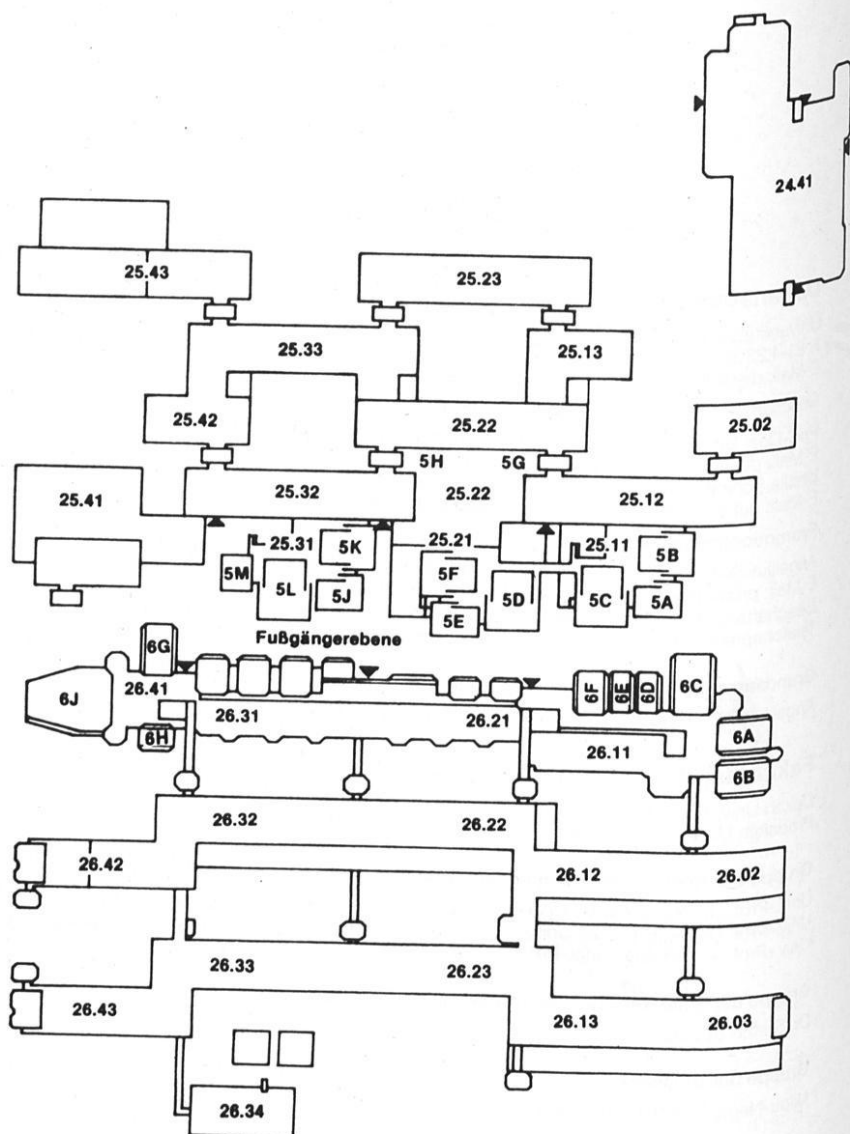 24.41
25.43
25.23
25.33
25.13
25.42
25.22
25.02
5H
5G
25.41
25.32
25.22
25.12
25.31
5K
25.21
25.11
5B
5M
5L
5J
5F
5E
5D
5C
5A
Fußgängerebene
6G
6J
26.41
6H
26.31
26.21
6F
6E
6D
6C
6A
26.11
6B
26.32
26.22
26.42
26.12
26.02
26.33
26.23
26.43
26.13
26.03
26.34